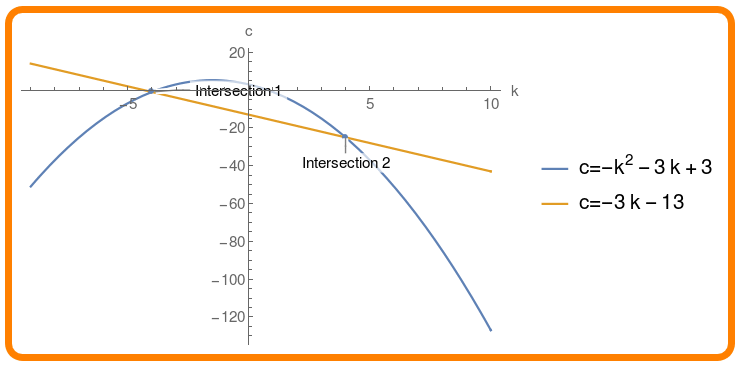 c
20
Intersection 1
k
−5
5
10
−20
Intersection 2
−40
c=−k² − 3 k + 3
−60
c=−3 k − 13
−80
−100
−120